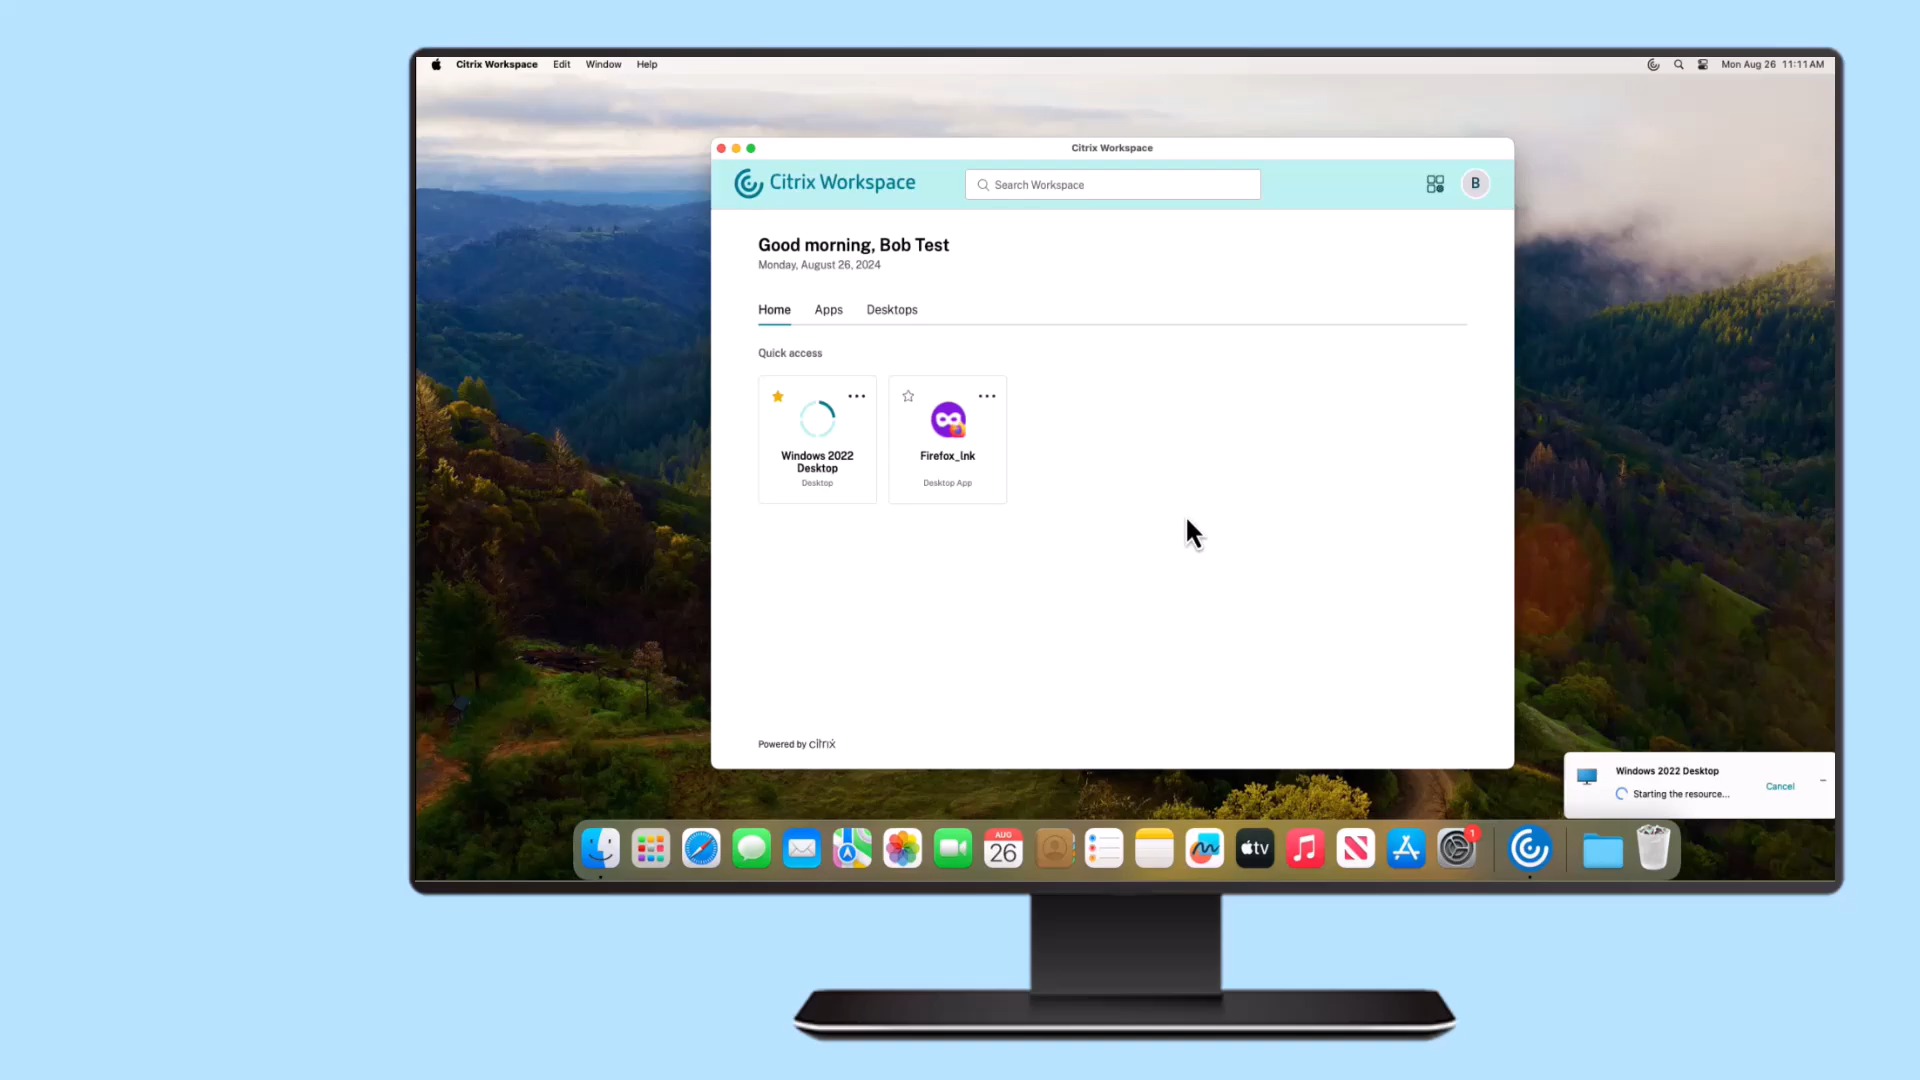 Citrix Workspace Edit Window Help
Mon Aug 26 11:11 AM
Citrix Workspace
Citrix Workspace
Search Workspace
B
Good morning, Bob Test
Monday, August 26, 2024
Home Apps Desktops
Quick access
Windows 2022
Desktop
Desktop
Firefox_lnk
Desktop App
Powered by citrix
Windows 2022 Desktop
Starting the resource...
Cancel
AUG
26
tv
1